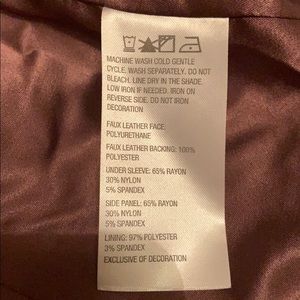 MACHINE WASH COLD GENTLE
CYCLE, WASH SEPARATELY. DO NOT
BLEACH. LINE DRY IN THE SHADE.
LOW IRON IF NEEDED. IRON ON
REVERSE SIDE. DO NOT IRON
DECORATION
FAUX LEATHER FACE:
POLYURETHANE
FAUX LEATHER BACKING: 100%
POLYESTER
UNDER SLEEVE: 65% RAYON
30% NYLON
5% SPANDEX
SIDE PANEL: 65% RAYON
30% NYLON
5% SPANDEX
LINING: 97% POLYESTER
3% SPANDEX
EXCLUSIVE OF DECORATION